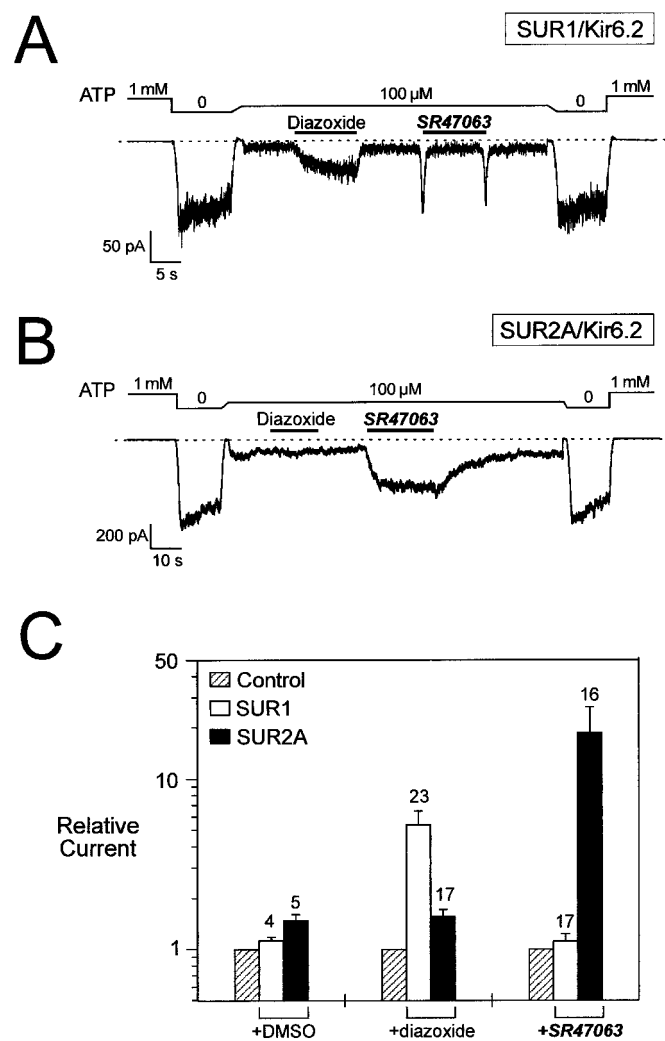 A
SUR1/Kir6.2
ATP 1 mM 0 100 µM 0 1 mM
Diazoxide SR47063
50 pA
5 s
B
SUR2A/Kir6.2
ATP 1 mM 0 100 µM 0 1 mM
Diazoxide SR47063
200 pA
10 s
C
50
Control
SUR1
SUR2A
16
10
23
Relative
Current
17
5
4
17
1
+DMSO +diazoxide +SR47063